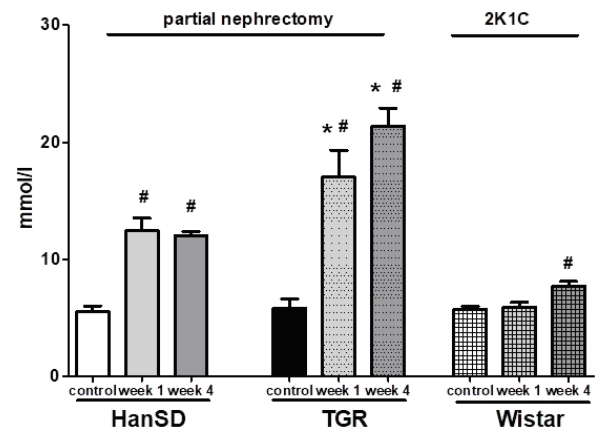 partial nephrectomy 2K1C
30
20
10
0
mmol/l
# #
* # * #
#
control week 1 week 4 control week 1 week 4 control week 1 week 4
HanSD TGR Wistar